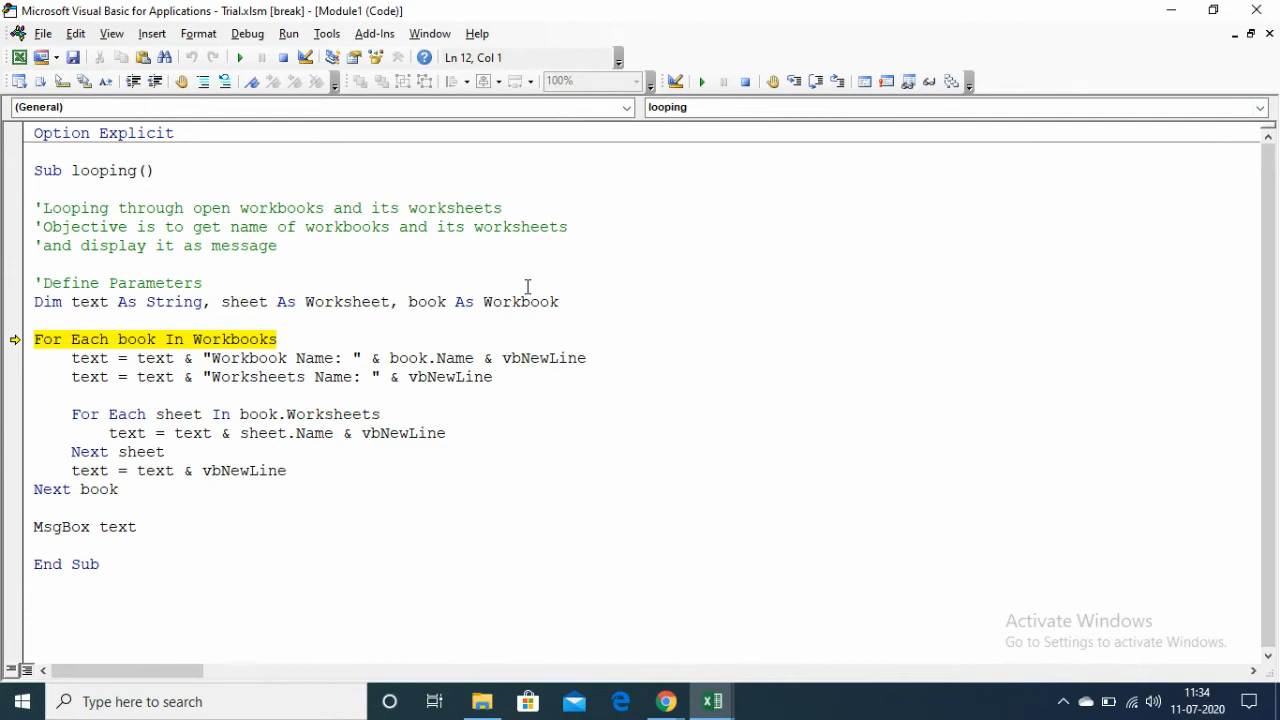 Microsoft Visual Basic for Applications - Trial.xlsm [break] - [Module1 (Code)]
File Edit View Insert Format Debug Run Tools Add-Ins Window Help
Ln 12, Col 1
100%
(General) looping
Option Explicit
Sub looping()
'Looping through open workbooks and its worksheets
'Objective is to get name of workbooks and its worksheets
'and display it as message
'Define Parameters
Dim text As String, sheet As Worksheet, book As Workbook
For Each book In Workbooks
text = text & "Workbook Name: " & book.Name & vbNewLine
text = text & "Worksheets Name: " & vbNewLine
For Each sheet In book.Worksheets
text = text & sheet.Name & vbNewLine
Next sheet
text = text & vbNewLine
Next book
MsgBox text
End Sub
Activate Windows
Go to Settings to activate Windows.
Type here to search
11:34
11-07-2020